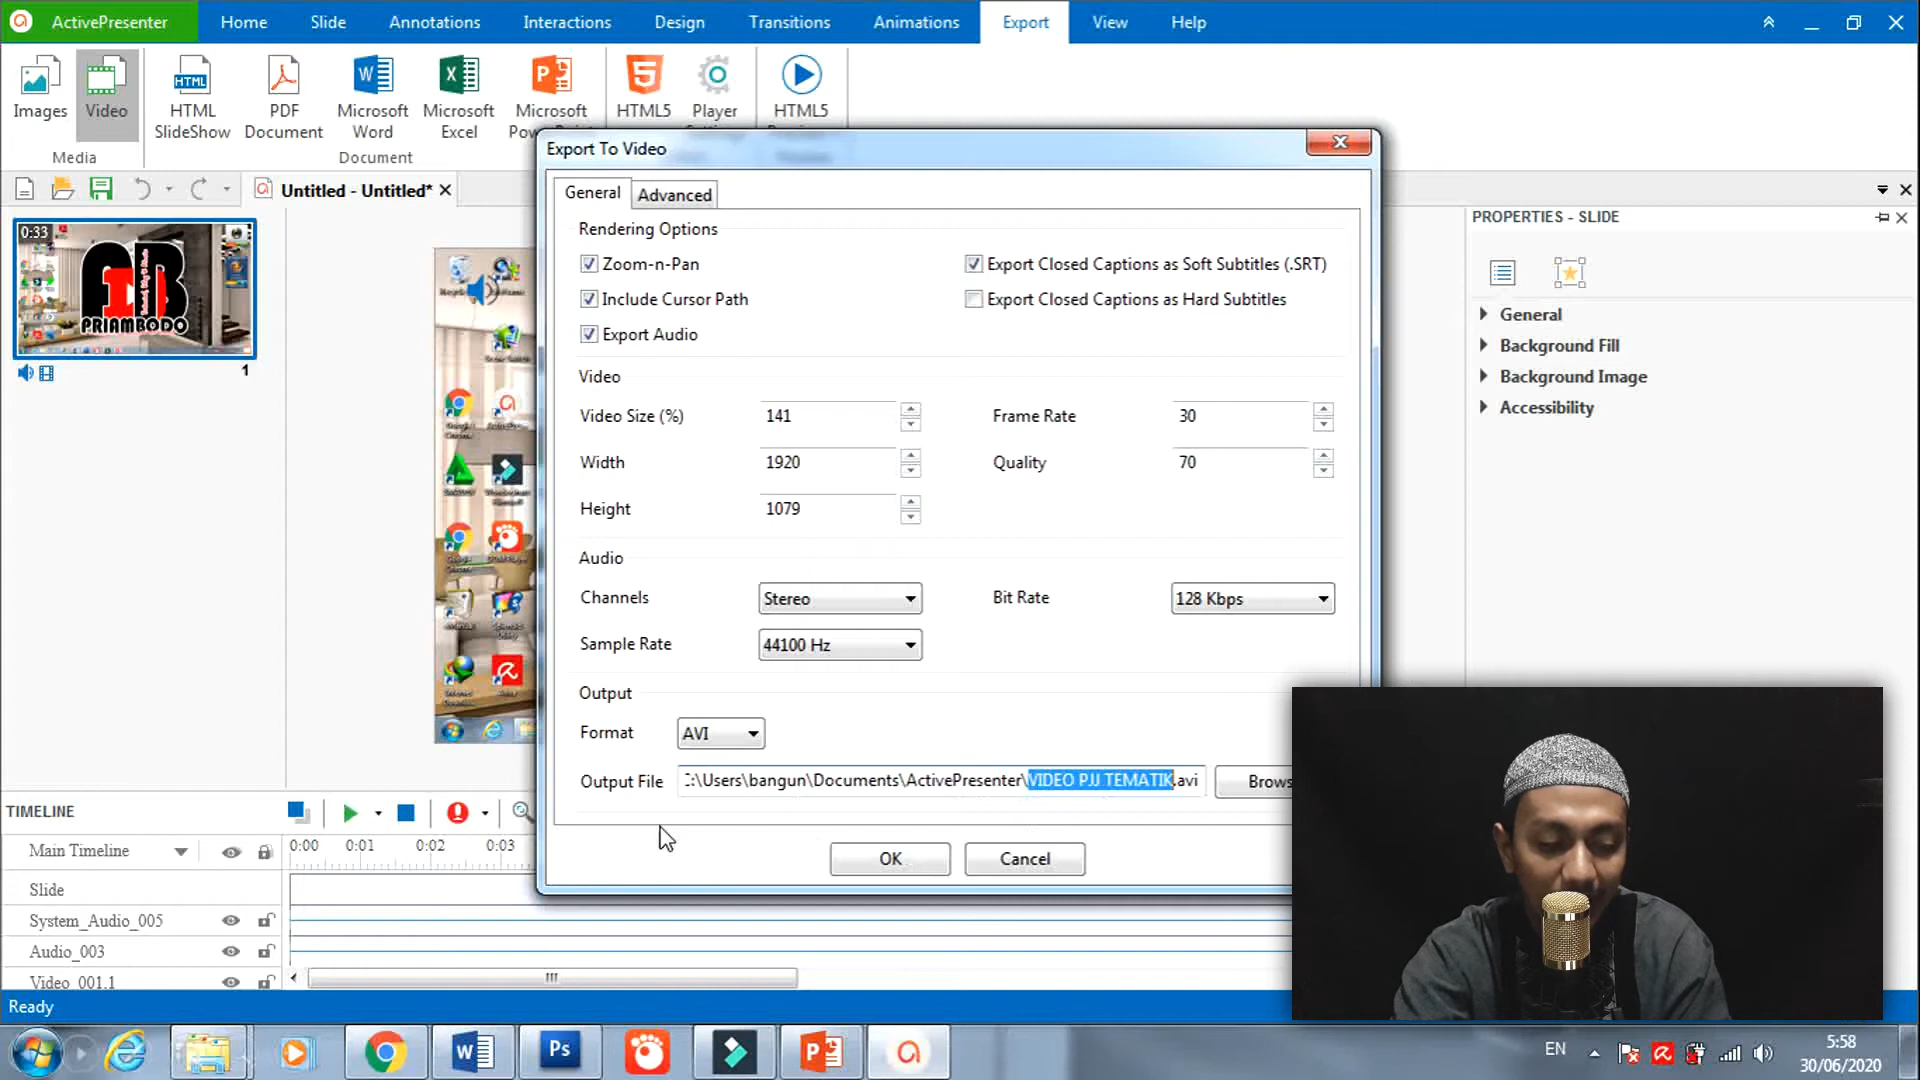 ActivePresenter
Home
Slide
Annotations
Interactions
Design
Transitions
Animations
Export
View
Help
Images
Video
HTML
HTML
SlideShow
PDF
Document
Microsoft
Word
Microsoft
Excel
Microsoft
HTML5
Player
HTML5
Media
Document
Untitled - Untitled*
0:33
PRIAMBODO
1
Export To Video
General
Advanced
Rendering Options
Zoom-n-Pan
Export Closed Captions as Soft Subtitles (.SRT)
Include Cursor Path
Export Closed Captions as Hard Subtitles
Export Audio
Video
Video Size (%)
141
Frame Rate
30
Width
1920
Quality
70
Height
1079
Audio
Channels
Stereo
Bit Rate
128 Kbps
Sample Rate
44100 Hz
Output
Format
AVI
Output File
:\Users\bangun\Documents\ActivePresenter\VIDEO PJJ TEMATIK.avi
Brows
OK
Cancel
PROPERTIES - SLIDE
General
Background Fill
Background Image
Accessibility
TIMELINE
Main Timeline
0:00
0:01
0:02
0:03
Slide
System_Audio_005
Audio_003
Video_001.1
Ready
Ps
EN
5:58
30/06/2020